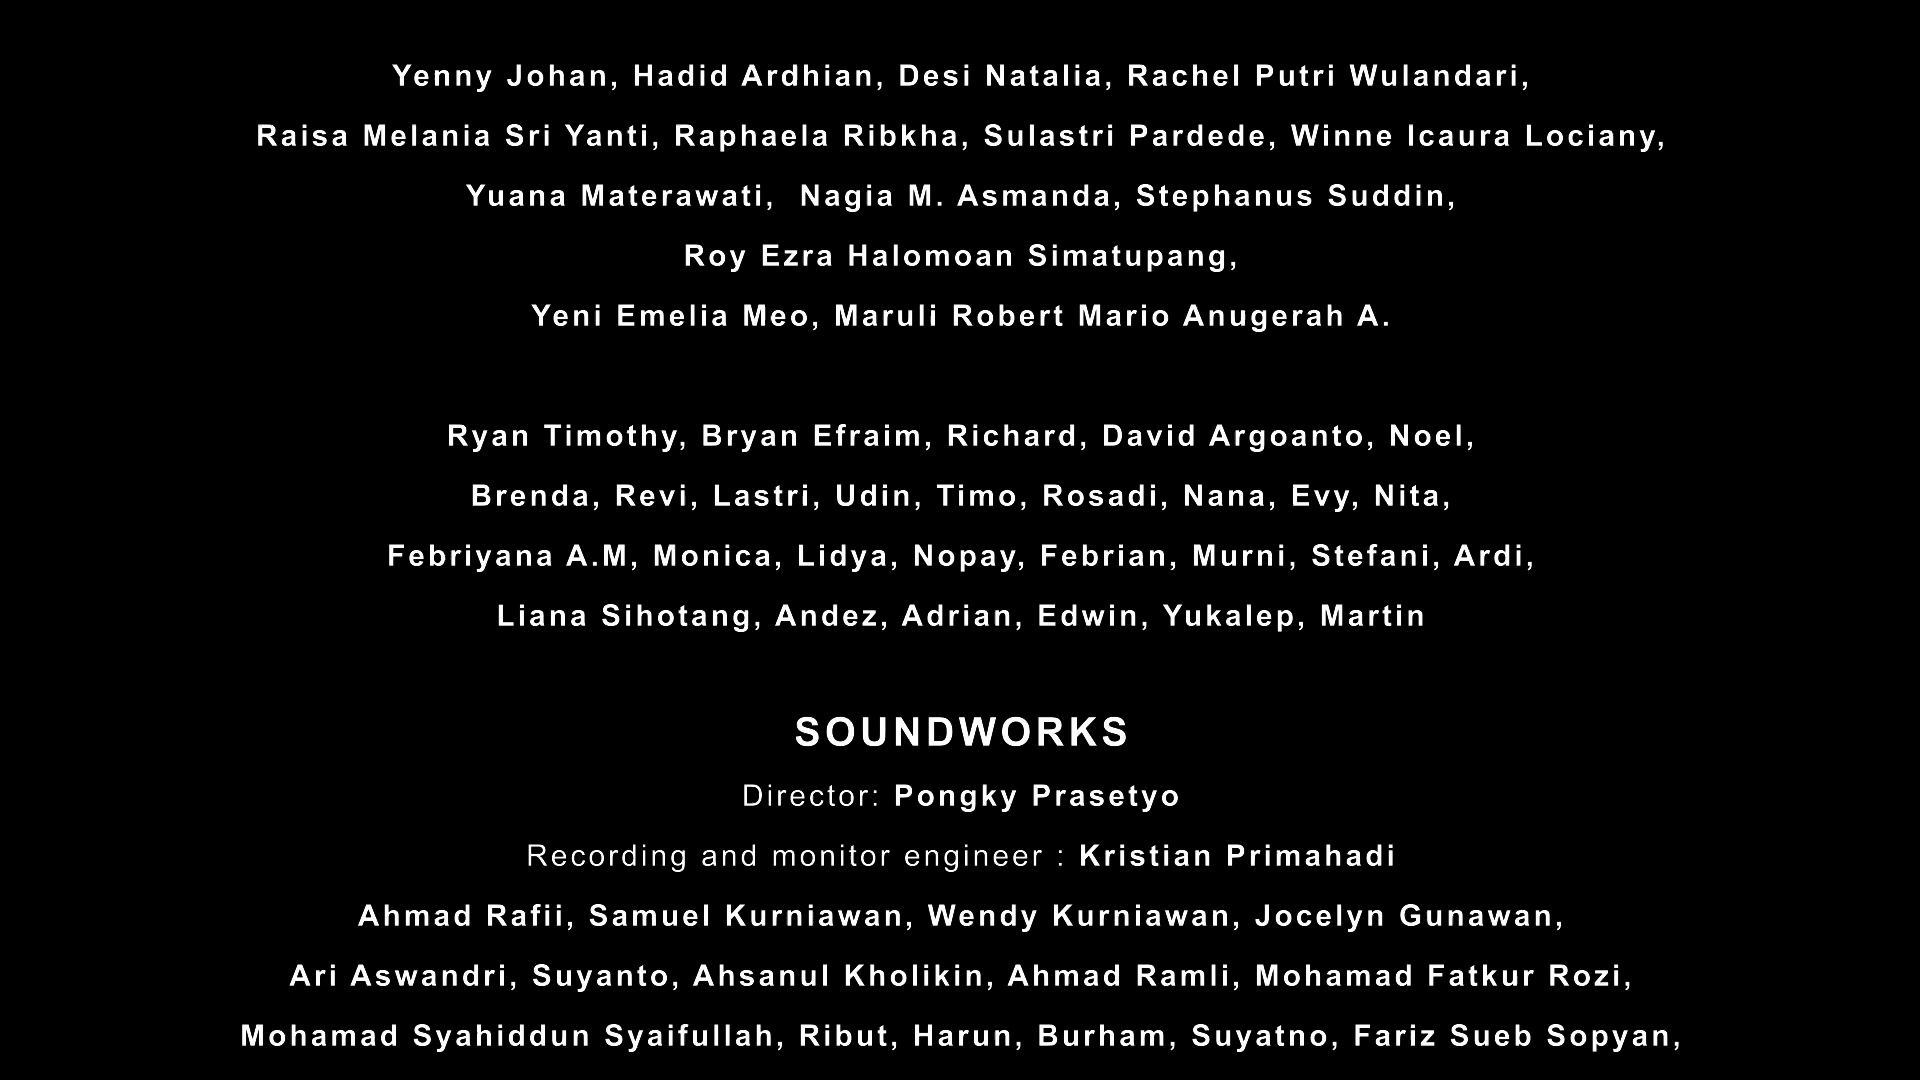 Yenny Johan, Hadid Ardhian, Desi Natalia, Rachel Putri Wulandari,
Raisa Melania Sri Yanti, Raphaela Ribkha, Sulastri Pardede, Winne Icaura Lociany,
Yuana Materawati,  Nagia M. Asmanda, Stephanus Suddin,
Roy Ezra Halomoan Simatupang,
Yeni Emelia Meo, Maruli Robert Mario Anugerah A.
Ryan Timothy, Bryan Efraim, Richard, David Argoanto, Noel,
Brenda, Revi, Lastri, Udin, Timo, Rosadi, Nana, Evy, Nita,
Febriyana A.M, Monica, Lidya, Nopay, Febrian, Murni, Stefani, Ardi,
Liana Sihotang, Andez, Adrian, Edwin, Yukalep, Martin
SOUNDWORKS
Director: Pongky Prasetyo
Recording and monitor engineer : Kristian Primahadi
Ahmad Rafii, Samuel Kurniawan, Wendy Kurniawan, Jocelyn Gunawan,
Ari Aswandri, Suyanto, Ahsanul Kholikin, Ahmad Ramli, Mohamad Fatkur Rozi,
Mohamad Syahiddun Syaifullah, Ribut, Harun, Burham, Suyatno, Fariz Sueb Sopyan,